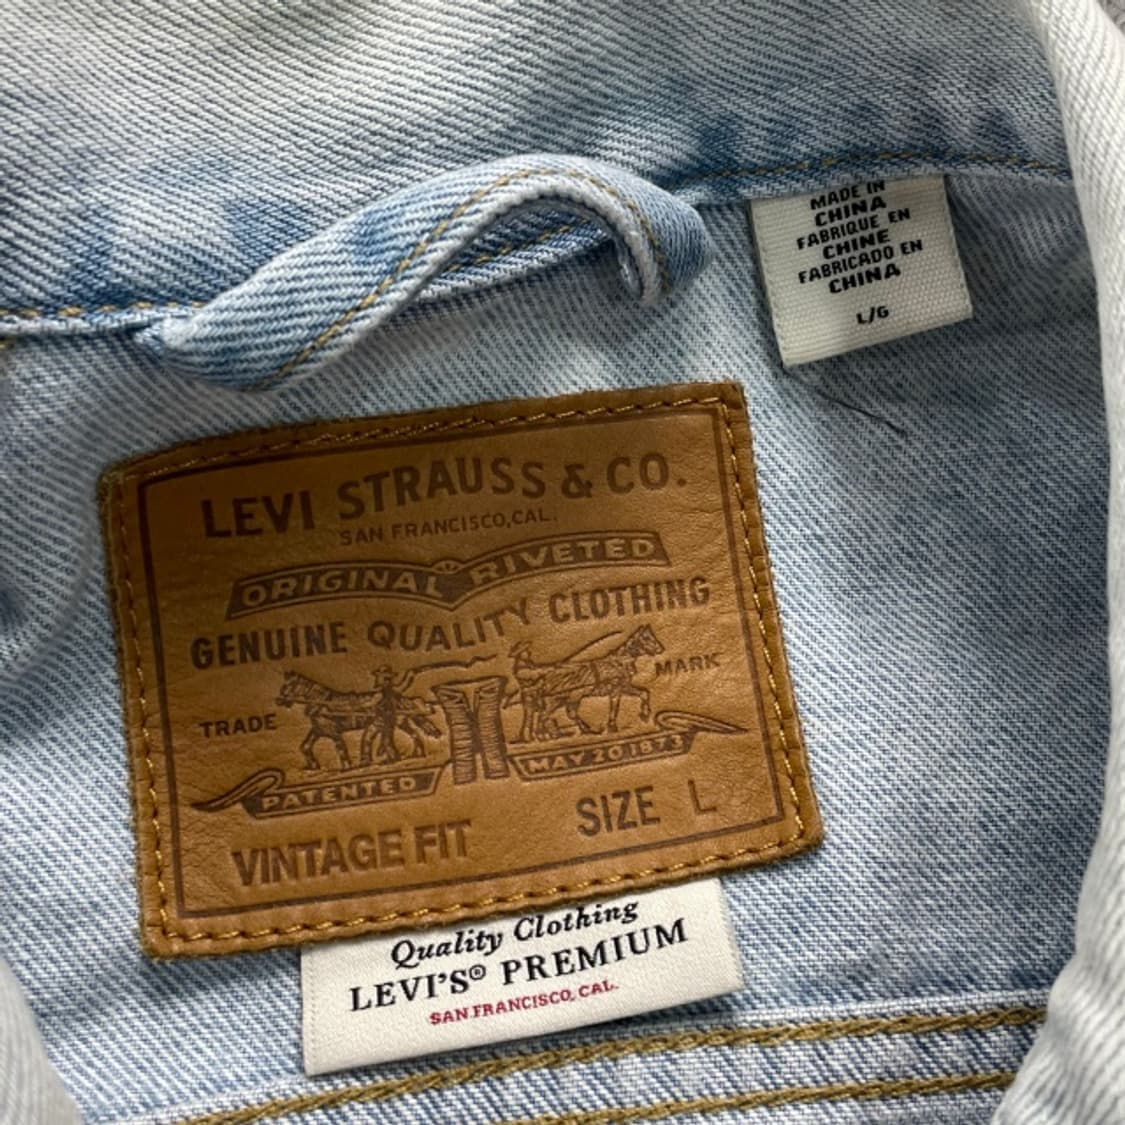 MADE IN
CHINA
FABRIQUE EN
CHINE
FABRICADO EN
CHINA
L/G
LEVI STRAUSS & CO.
SAN FRANCISCO, CAL.
ORIGINAL RIVETED
GENUINE QUALITY CLOTHING
TRADE MARK
PATENTED MAY 20 1873
VINTAGE FIT SIZE L
Quality Clothing
LEVI'S® PREMIUM
SAN FRANCISCO, CAL.